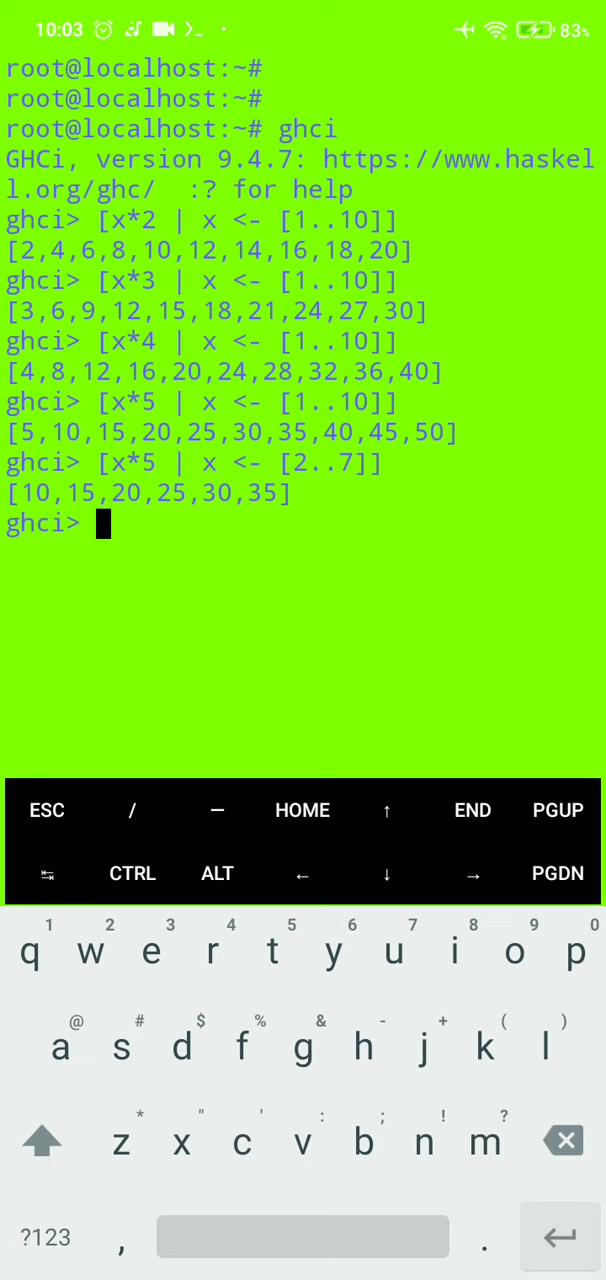 10:03 83%
root@localhost:~#
root@localhost:~#
root@localhost:~# ghci
GHCi, version 9.4.7: https://www.haskel
l.org/ghc/  :? for help
ghci> [x*2 | x <- [1..10]]
[2,4,6,8,10,12,14,16,18,20]
ghci> [x*3 | x <- [1..10]]
[3,6,9,12,15,18,21,24,27,30]
ghci> [x*4 | x <- [1..10]]
[4,8,12,16,20,24,28,32,36,40]
ghci> [x*5 | x <- [1..10]]
[5,10,15,20,25,30,35,40,45,50]
ghci> [x*5 | x <- [2..7]]
[10,15,20,25,30,35]
ghci>
ESC / — HOME ↑ END PGUP
↹ CTRL ALT ← ↓ → PGDN
1 2 3 4 5 6 7 8 9 0
q w e r t y u i o p
@ # $ % & - + ( )
a s d f g h j k l
* " ' : ; ! ?
z x c v b n m
?123 , .